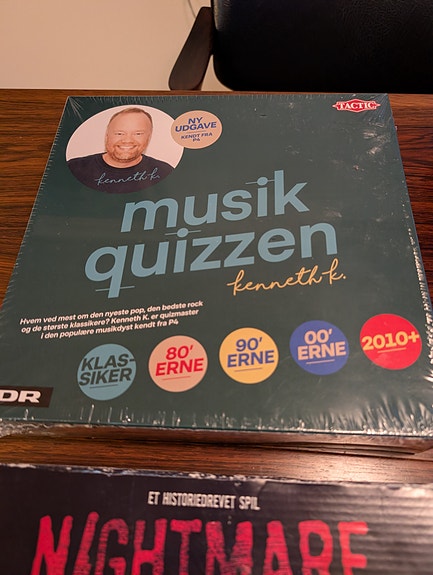 TACTIC
NY
UDGAVE
KENDT FRA
P4
kenneth k.
musik
quizzen
kenneth k.
Hvem ved mest om den nyeste pop, den bedste rock
og de største klassikere? Kenneth K. er quizmaster
i den populære musikdyst kendt fra P4
KLAS-
SIKER
80'
ERNE
90'
ERNE
00'
ERNE
2010+
DR
ET HISTORIEDREVET SPIL
NIGHTMARE